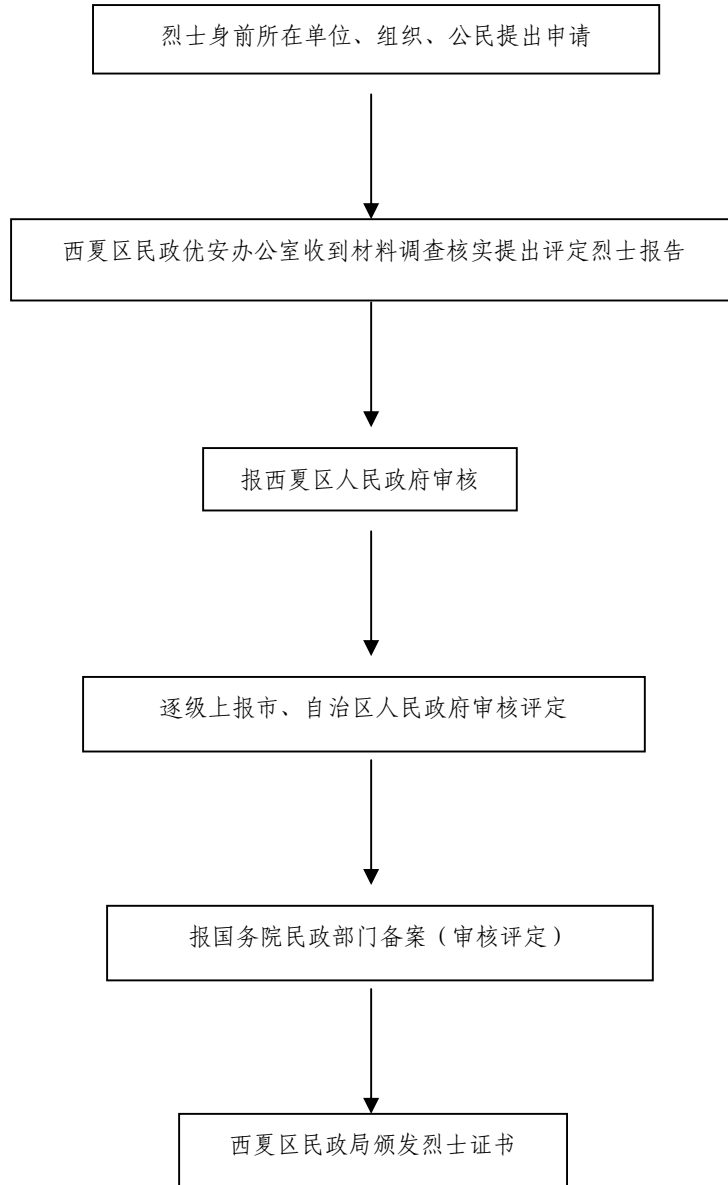 烈士身前所在单位、组织、公民提出申请
西夏区民政优安办公室收到材料调查核实提出评定烈士报告
报西夏区人民政府审核
逐级上报市、自治区人民政府审核评定
报国务院民政部门备案（审核评定）
西夏区民政局颁发烈士证书